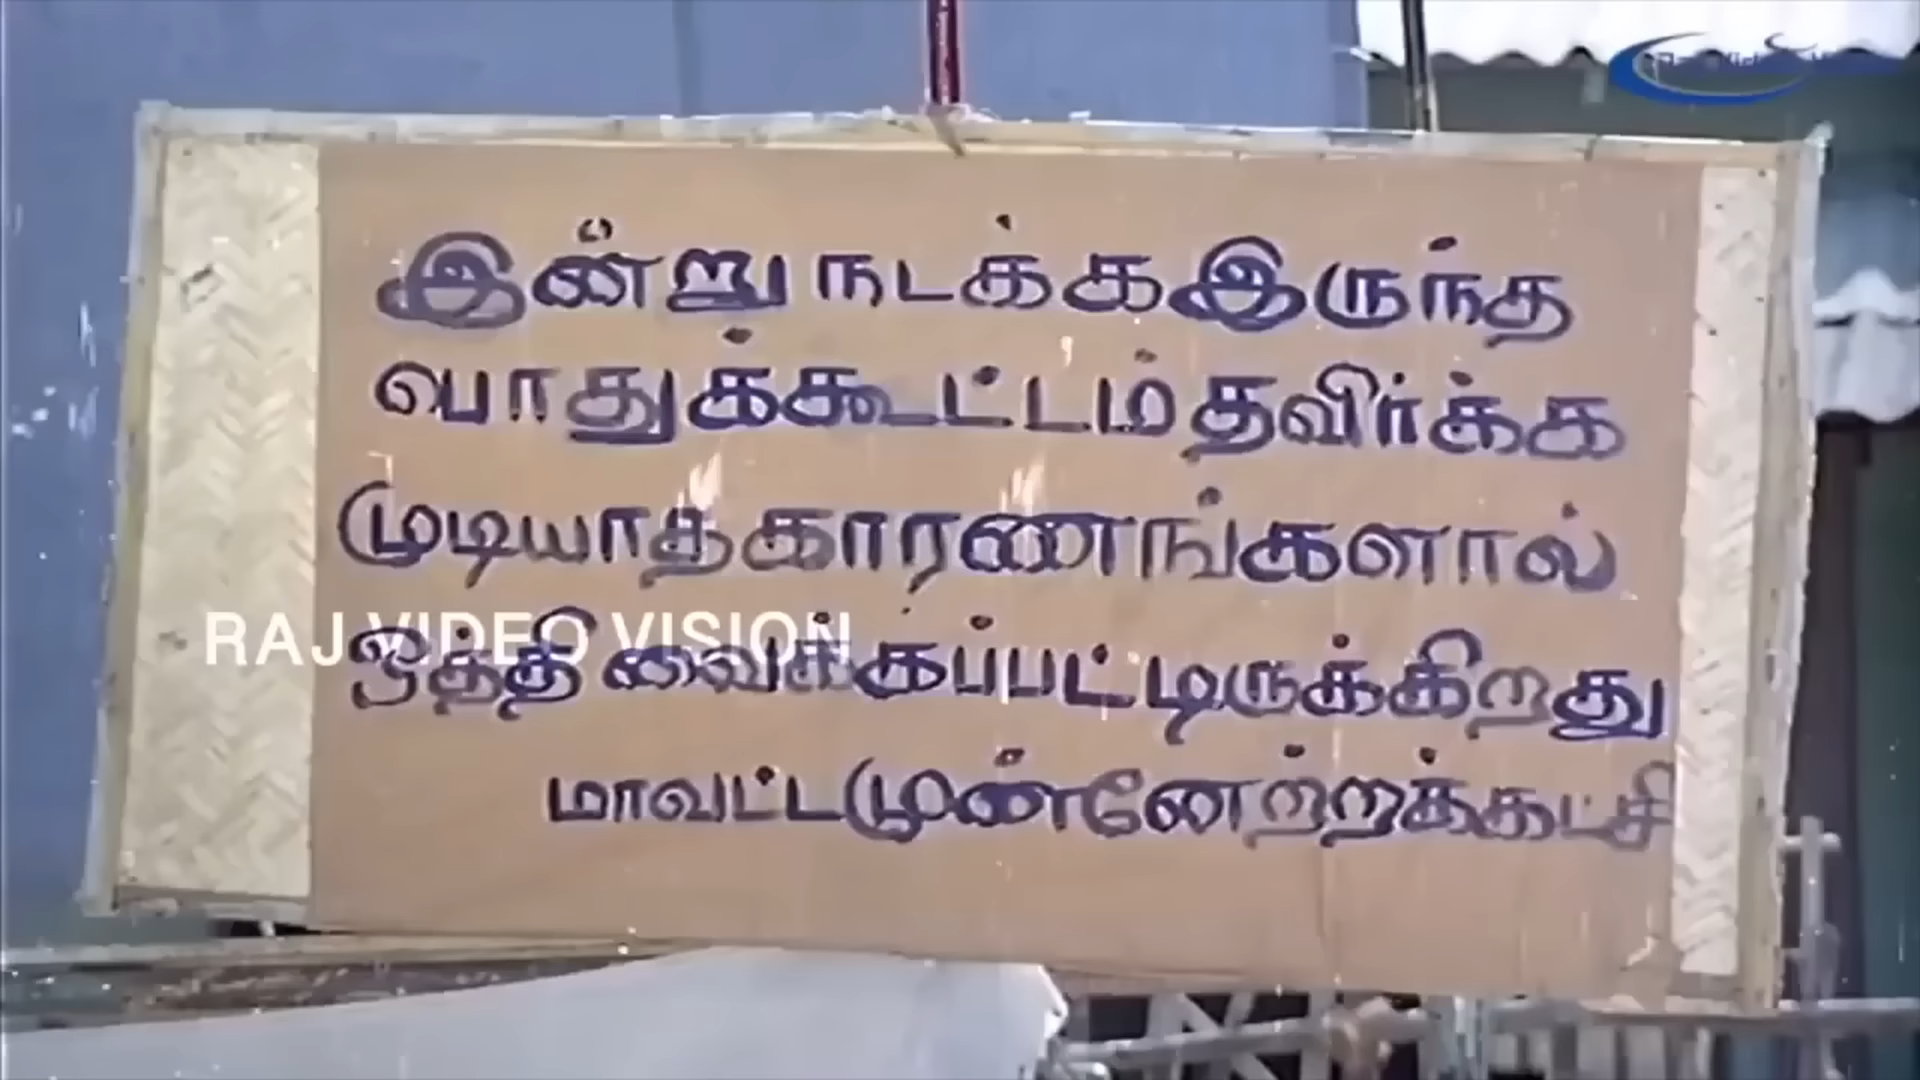 இன்று நடக்க இருந்த
பொதுக்கூட்டம் தவிர்க்க
முடியாத காரணங்களால்
RAJ VIDEO VISION
ஒத்தி வைக்கப்பட்டிருக்கிறது
மாவட்ட முன்னேற்றக்கட்சி